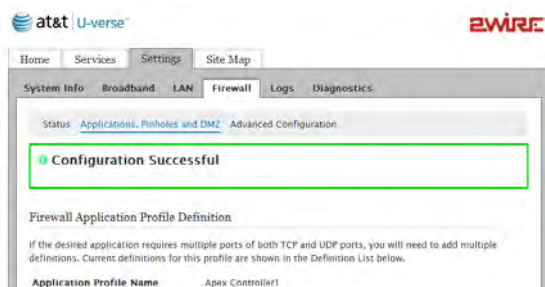 at&t U-verse
2WIRE
Home Services Settings Site Map
System Info Broadband LAN Firewall Logs Diagnostics
Status Applications, Pinholes and DMZ Advanced Configuration
Configuration Successful
Firewall Application Profile Definition
If the desired application requires multiple ports of both TCP and UDP ports, you will need to add multiple
definitions. Current definitions for this profile are shown in the Definition List below.
Application Profile Name Apex Controller1